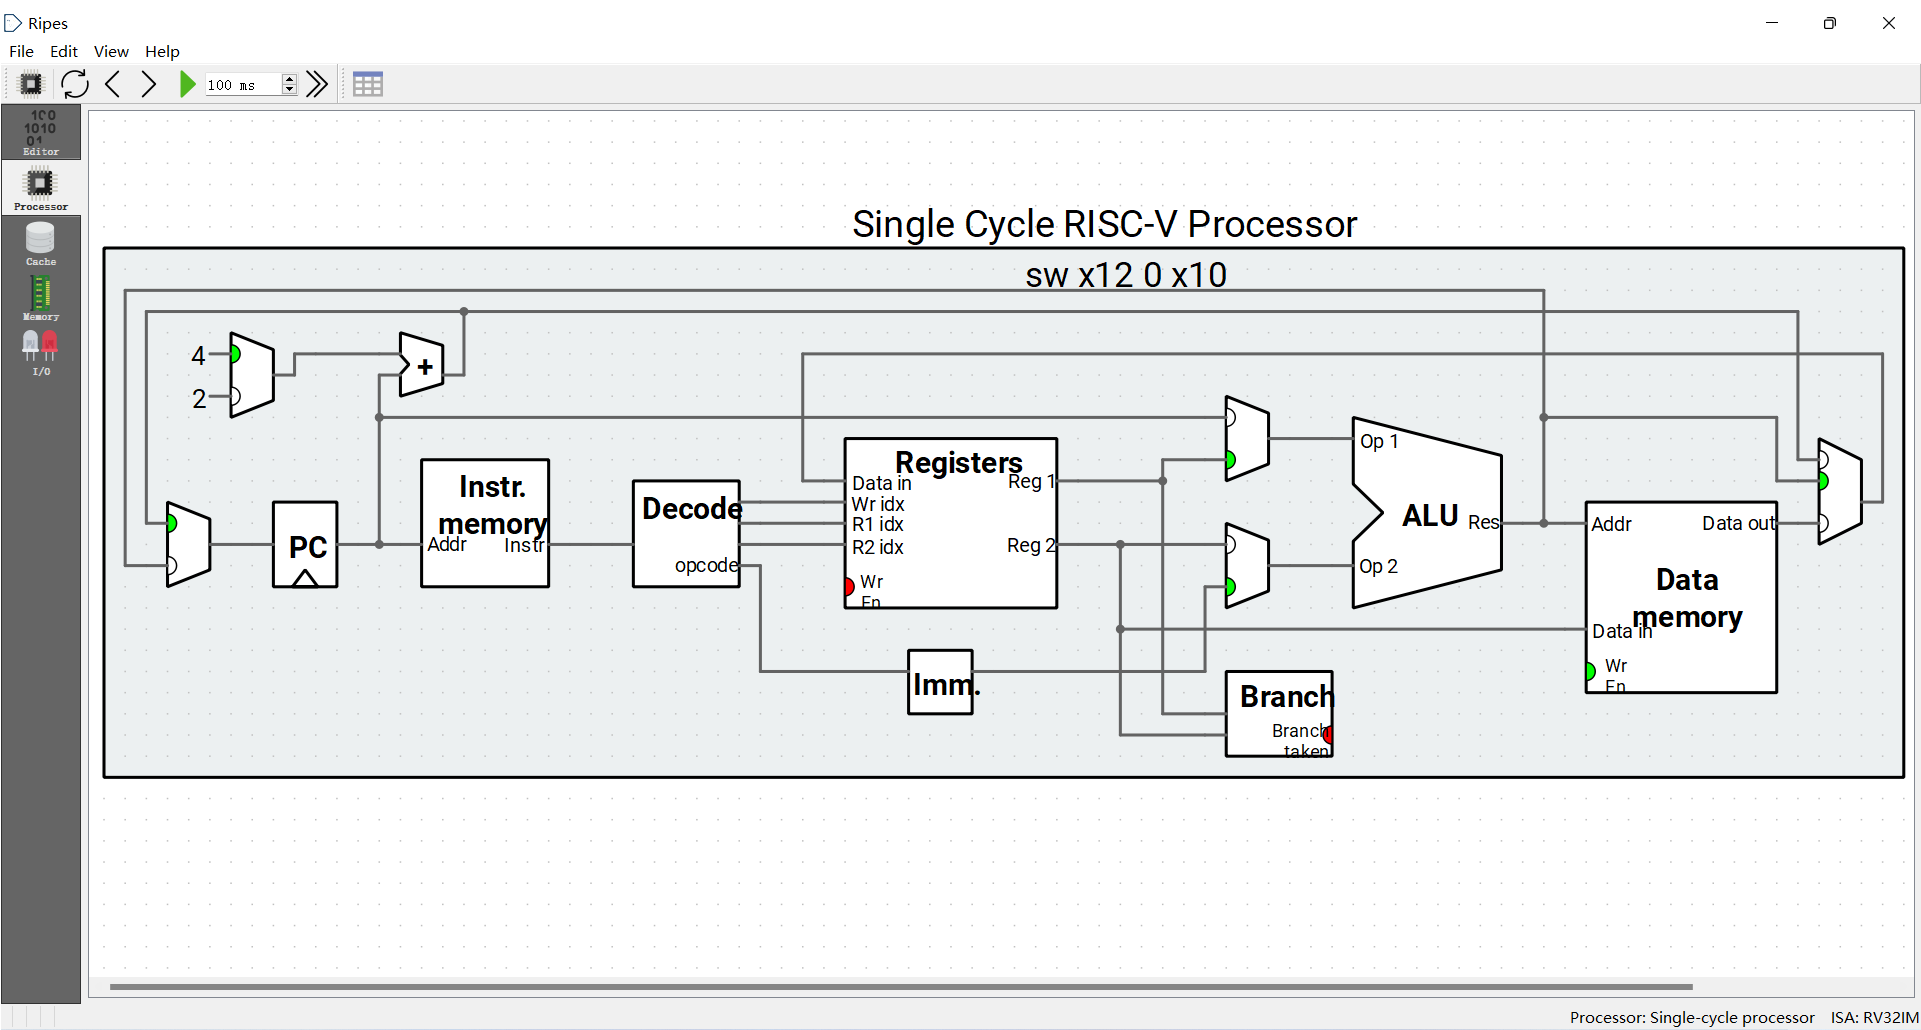 Ripes
File Edit View Help
100 ms
Editor
Processor
Cache
Memory
I/O
Single Cycle RISC-V Processor
sw x12 0 x10
4
2
+
PC
Instr.
memory
Addr
Instr
Decode
opcode
Registers
Data in
Wr idx
R1 idx
R2 idx
Wr
En
Reg 1
Reg 2
Imm.
Branch
Branch
taken
Op 1
Op 2
ALU
Res
Addr
Data out
Data
memory
Data in
Wr
En
Processor: Single-cycle processor ISA: RV32IM